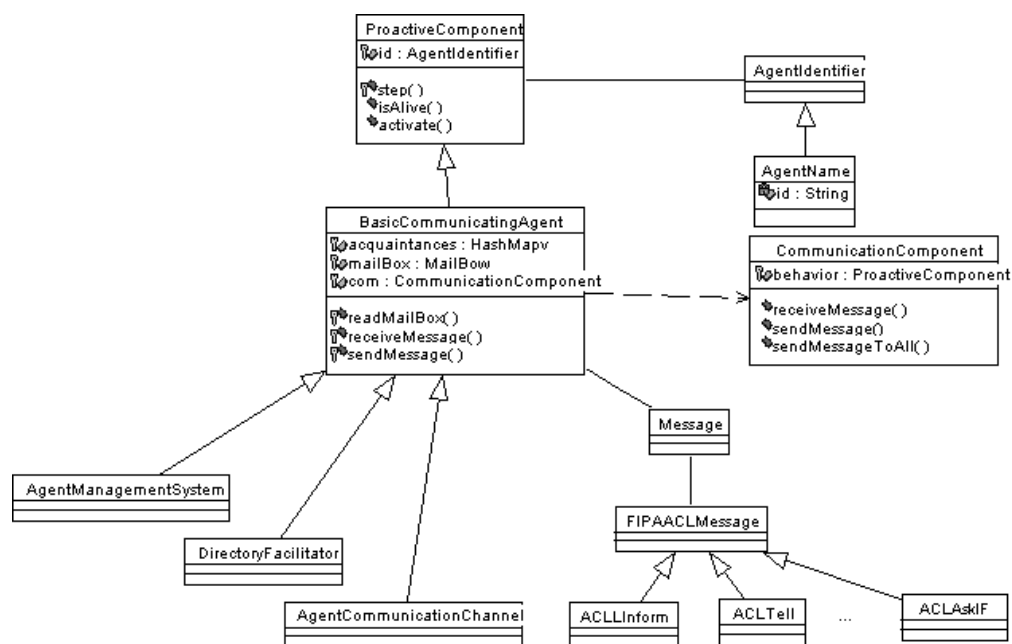 ProactiveComponent
id : AgentIdentifier
step()
isAlive()
activate()
AgentIdentifier
AgentName
id : String
BasicCommunicatingAgent
acquaintances : HashMapv
mailBox : MailBow
com : CommunicationComponent
readMailBox()
receiveMessage()
sendMessage()
CommunicationComponent
behavior : ProactiveComponent
receiveMessage()
sendMessage()
sendMessageToAll()
Message
AgentManagementSystem
FIPAACLMessage
DirectoryFacilitator
AgentCommunicationChannel
ACLLInform
ACLTell
...
ACLAskIF